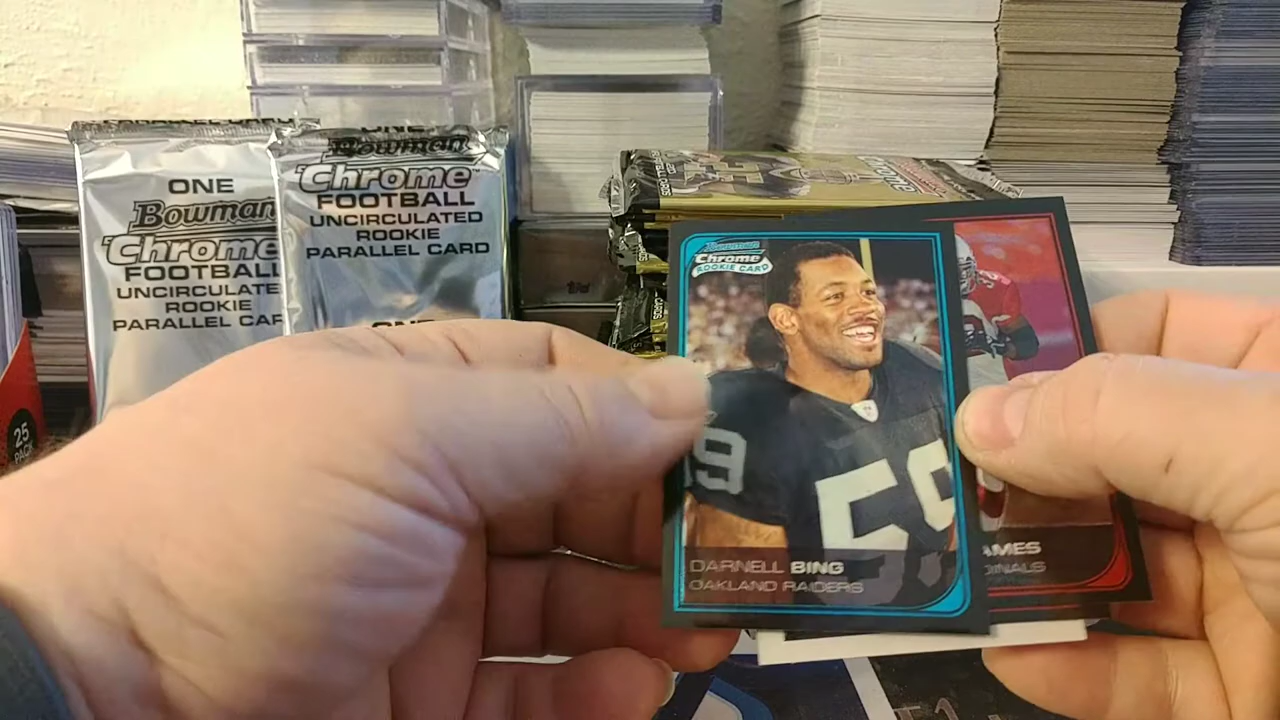 ONE
Bowman
Chrome
FOOTBALL
UNCIRCULATE
ROOKIE
PARALLEL CAR
ONE
Bowman
Chrome
FOOTBALL
UNCIRCULATED
ROOKIE
PARALLEL CARD
ONE
25
PACK
Bowman
Chrome
ROOKIE CARD
59
DARNELL BING
OAKLAND RAIDERS
AMES
DINALS